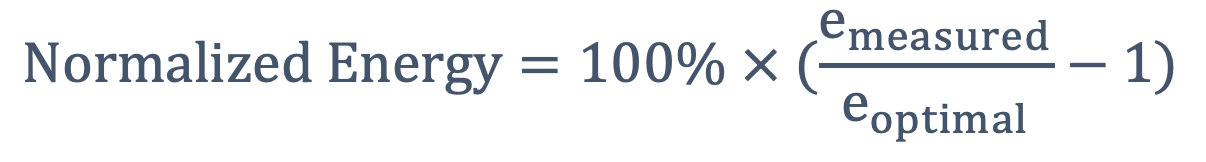 Normalized Energy = 100% × (e_measured / e_optimal − 1)